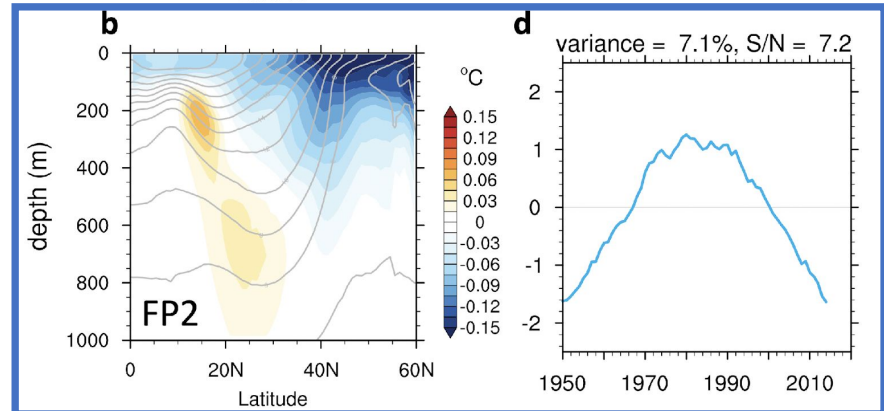 b
0
200
400
600
800
1000
depth (m)
FP2
0
20N
40N
60N
Latitude
°C
0.15
0.12
0.09
0.06
0.03
0
-0.03
-0.06
-0.09
-0.12
-0.15
d
variance = 7.1%, S/N = 7.2
2
1
0
-1
-2
1950
1970
1990
2010